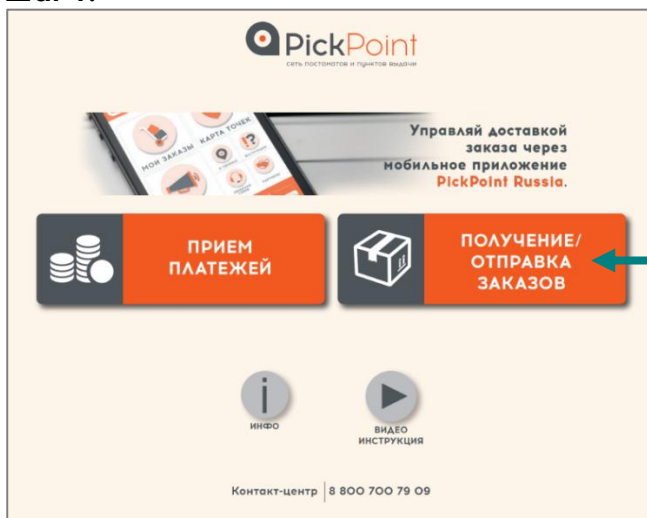 PickPoint
сеть постоматов и пунктов выдачи
МОИ ЗАКАЗЫ
КАРТА ТОЧЕК
Управляй доставкой
заказа через
мобильное приложение
PickPoint Russia.
ПРИЕМ
ПЛАТЕЖЕЙ
ПОЛУЧЕНИЕ/
ОТПРАВКА
ЗАКАЗОВ
ИНФО
ВИДЕО
ИНСТРУКЦИЯ
Контакт-центр 8 800 700 79 09